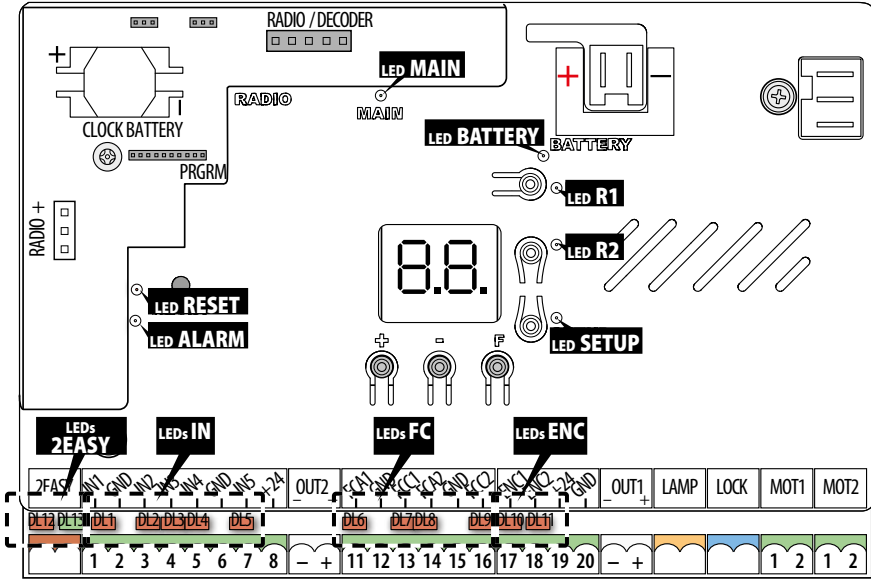 RADIO / DECODER
+
LED MAIN
RADIO
MAIN
+ −
−
CLOCK BATTERY
LED BATTERY
BATTERY
PRGRM
LED R1
RADIO +
LED R2
8.8.
LED RESET
LED ALARM
LED SETUP
+ - F
LEDs 2EASY
LEDs IN
LEDs FC
LEDs ENC
2EASY IN1 GND IN2 IN3 IN4 GND IN5 +24 OUT2 − FCA1 GND FCC1 FCA2 GND FCC2 ENC1 ENC2 +24 GND OUT1 − + LAMP LOCK MOT1 MOT2
DL12 DL13 DL1 DL2 DL3 DL4 DL5 DL6 DL7 DL8 DL9 DL10 DL11
1 2 3 4 5 6 7 8 − + 11 12 13 14 15 16 17 18 19 20 − + 1 2 1 2